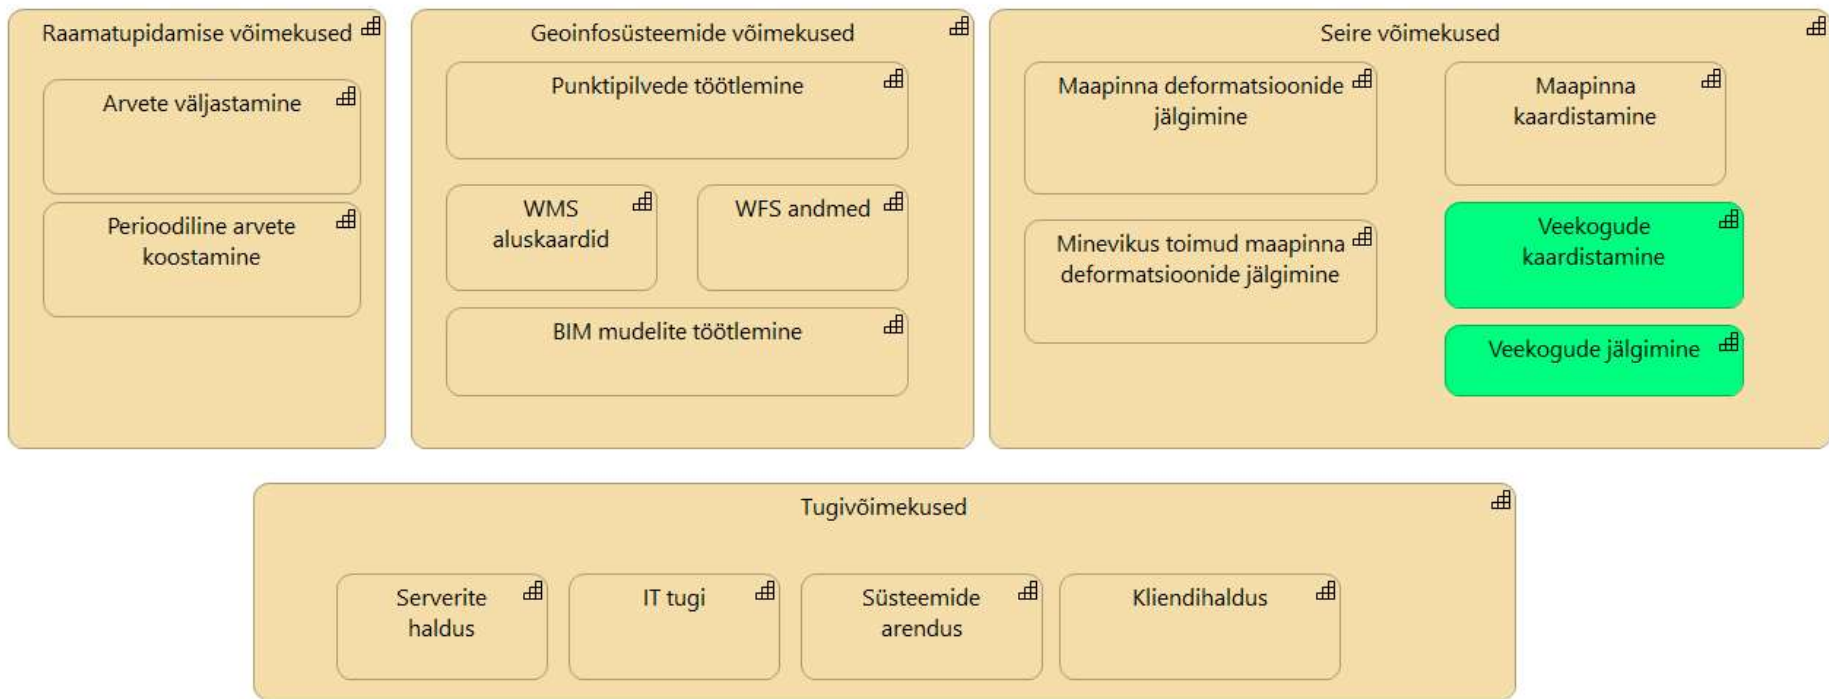 Raamatupidamise võimekused
Arvete väljastamine
Perioodiline arvete
koostamine
Geoinfosüsteemide võimekused
Punktipilvede töötlemine
WMS
aluskaardid
WFS andmed
BIM mudelite töötlemine
Seire võimekused
Maapinna deformatsioonide
jälgimine
Maapinna
kaardistamine
Minevikus toimud maapinna
deformatsioonide jälgimine
Veekogude
kaardistamine
Veekogude jälgimine
Tugivõimekused
Serverite
haldus
IT tugi
Süsteemide
arendus
Kliendihaldus